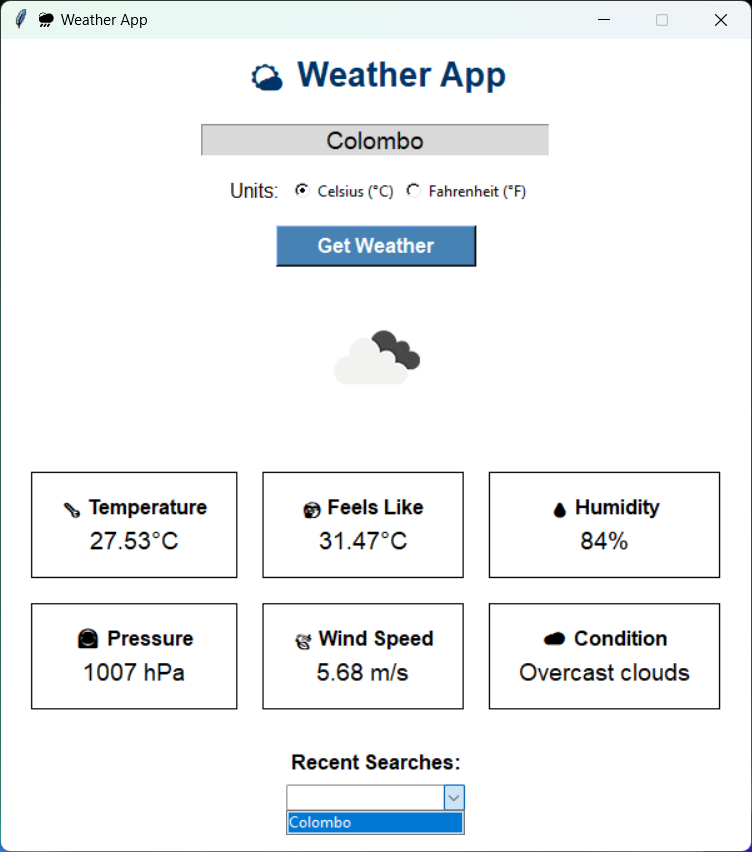 Weather App
Weather App
Colombo
Units: Celsius (°C) Fahrenheit (°F)
Get Weather
Temperature
27.53°C
Feels Like
31.47°C
Humidity
84%
Pressure
1007 hPa
Wind Speed
5.68 m/s
Condition
Overcast clouds
Recent Searches:
Colombo